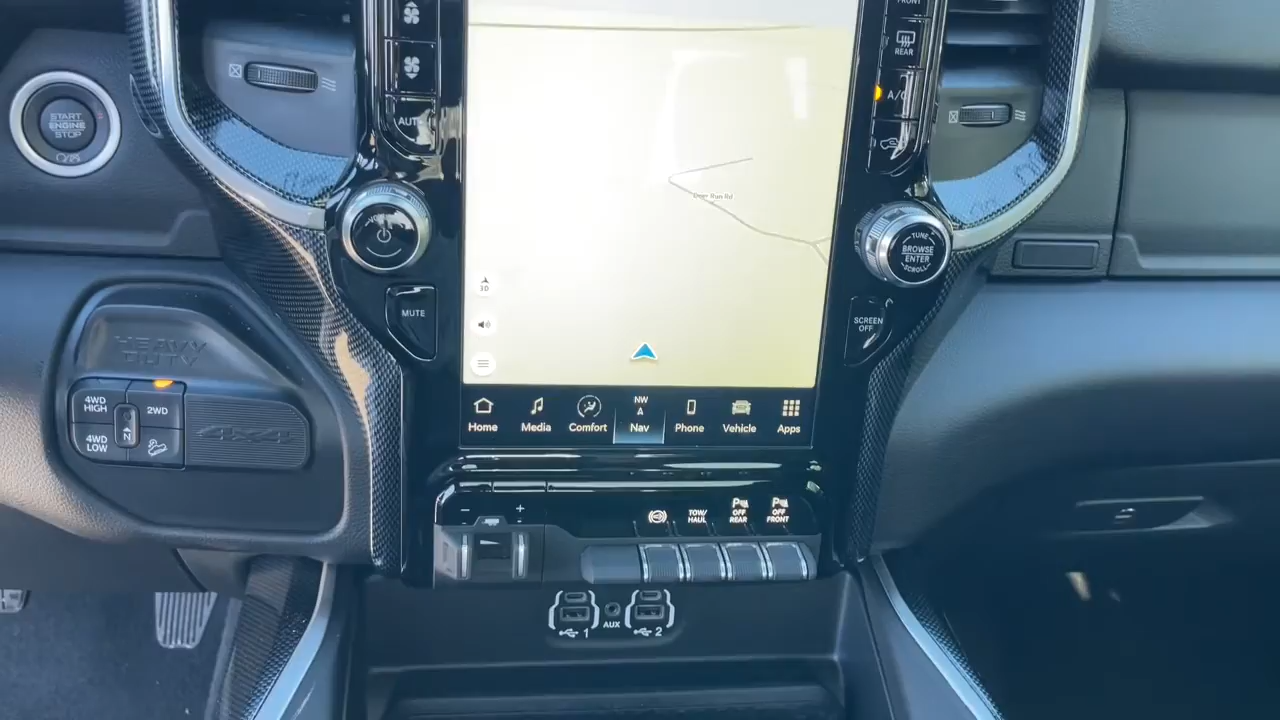 FRONT
REAR
A/C
AUTO
START
ENGINE
STOP
Deer Run Rd
TUNE
BROWSE
ENTER
SCROLL
3D
MUTE
SCREEN
OFF
HEAVY
DUTY
4WD
HIGH
2WD
N
4WD
LOW
4x4
NW
Home
Media
Comfort
Nav
Phone
Vehicle
Apps
- +
TOW/
HAUL
P
OFF
REAR
P
OFF
FRONT
1
AUX
2